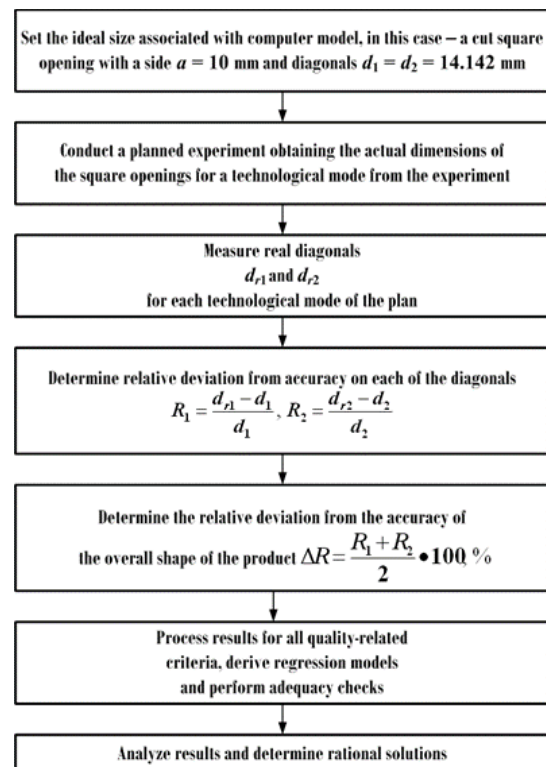 Set the ideal size associated with computer model, in this case – a cut square
opening with a side a = 10 mm and diagonals d₁ = d₂ = 14.142 mm
Conduct a planned experiment obtaining the actual dimensions of
the square openings for a technological mode from the experiment
Measure real diagonals
dᵣ₁ and dᵣ₂
for each technological mode of the plan
Determine relative deviation from accuracy on each of the diagonals
R₁ = (dᵣ₁ − d₁) / d₁ , R₂ = (dᵣ₂ − d₂) / d₂
Determine the relative deviation from the accuracy of
the overall shape of the product ΔR = (R₁ + R₂) / 2 • 100, %
Process results for all quality-related
criteria, derive regression models
and perform adequacy checks
Analyze results and determine rational solutions